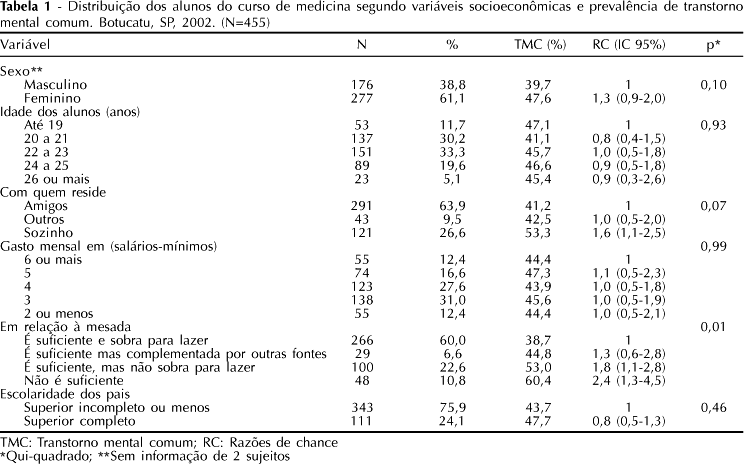 Tabela 1 - Distribuição dos alunos do curso de medicina segundo variáveis socioeconômicas e prevalência de transtorno
mental comum. Botucatu, SP, 2002. (N=455)
Variável N % TMC (%) RC (IC 95%) p*
Sexo**
Masculino 176 38,8 39,7 1 0,10
Feminino 277 61,1 47,6 1,3 (0,9-2,0)
Idade dos alunos (anos)
Até 19 53 11,7 47,1 1 0,93
20 a 21 137 30,2 41,1 0,8 (0,4-1,5)
22 a 23 151 33,3 45,7 1,0 (0,5-1,8)
24 a 25 89 19,6 46,6 0,9 (0,5-1,8)
26 ou mais 23 5,1 45,4 0,9 (0,3-2,6)
Com quem reside
Amigos 291 63,9 41,2 1 0,07
Outros 43 9,5 42,5 1,0 (0,5-2,0)
Sozinho 121 26,6 53,3 1,6 (1,1-2,5)
Gasto mensal em (salários-mínimos) 0,99
6 ou mais 55 12,4 44,4 1
5 74 16,6 47,3 1,1 (0,5-2,3)
4 123 27,6 43,9 1,0 (0,5-1,8)
3 138 31,0 45,6 1,0 (0,5-1,9)
2 ou menos 55 12,4 44,4 1,0 (0,5-2,1)
Em relação à mesada 0,01
É suficiente e sobra para lazer 266 60,0 38,7 1
É suficiente mas complementada por outras fontes 29 6,6 44,8 1,3 (0,6-2,8)
É suficiente, mas não sobra para lazer 100 22,6 53,0 1,8 (1,1-2,8)
Não é suficiente 48 10,8 60,4 2,4 (1,3-4,5)
Escolaridade dos pais
Superior incompleto ou menos 343 75,9 43,7 1 0,46
Superior completo 111 24,1 47,7 0,8 (0,5-1,3)
TMC: Transtorno mental comum; RC: Razões de chance
*Qui-quadrado; **Sem informação de 2 sujeitos